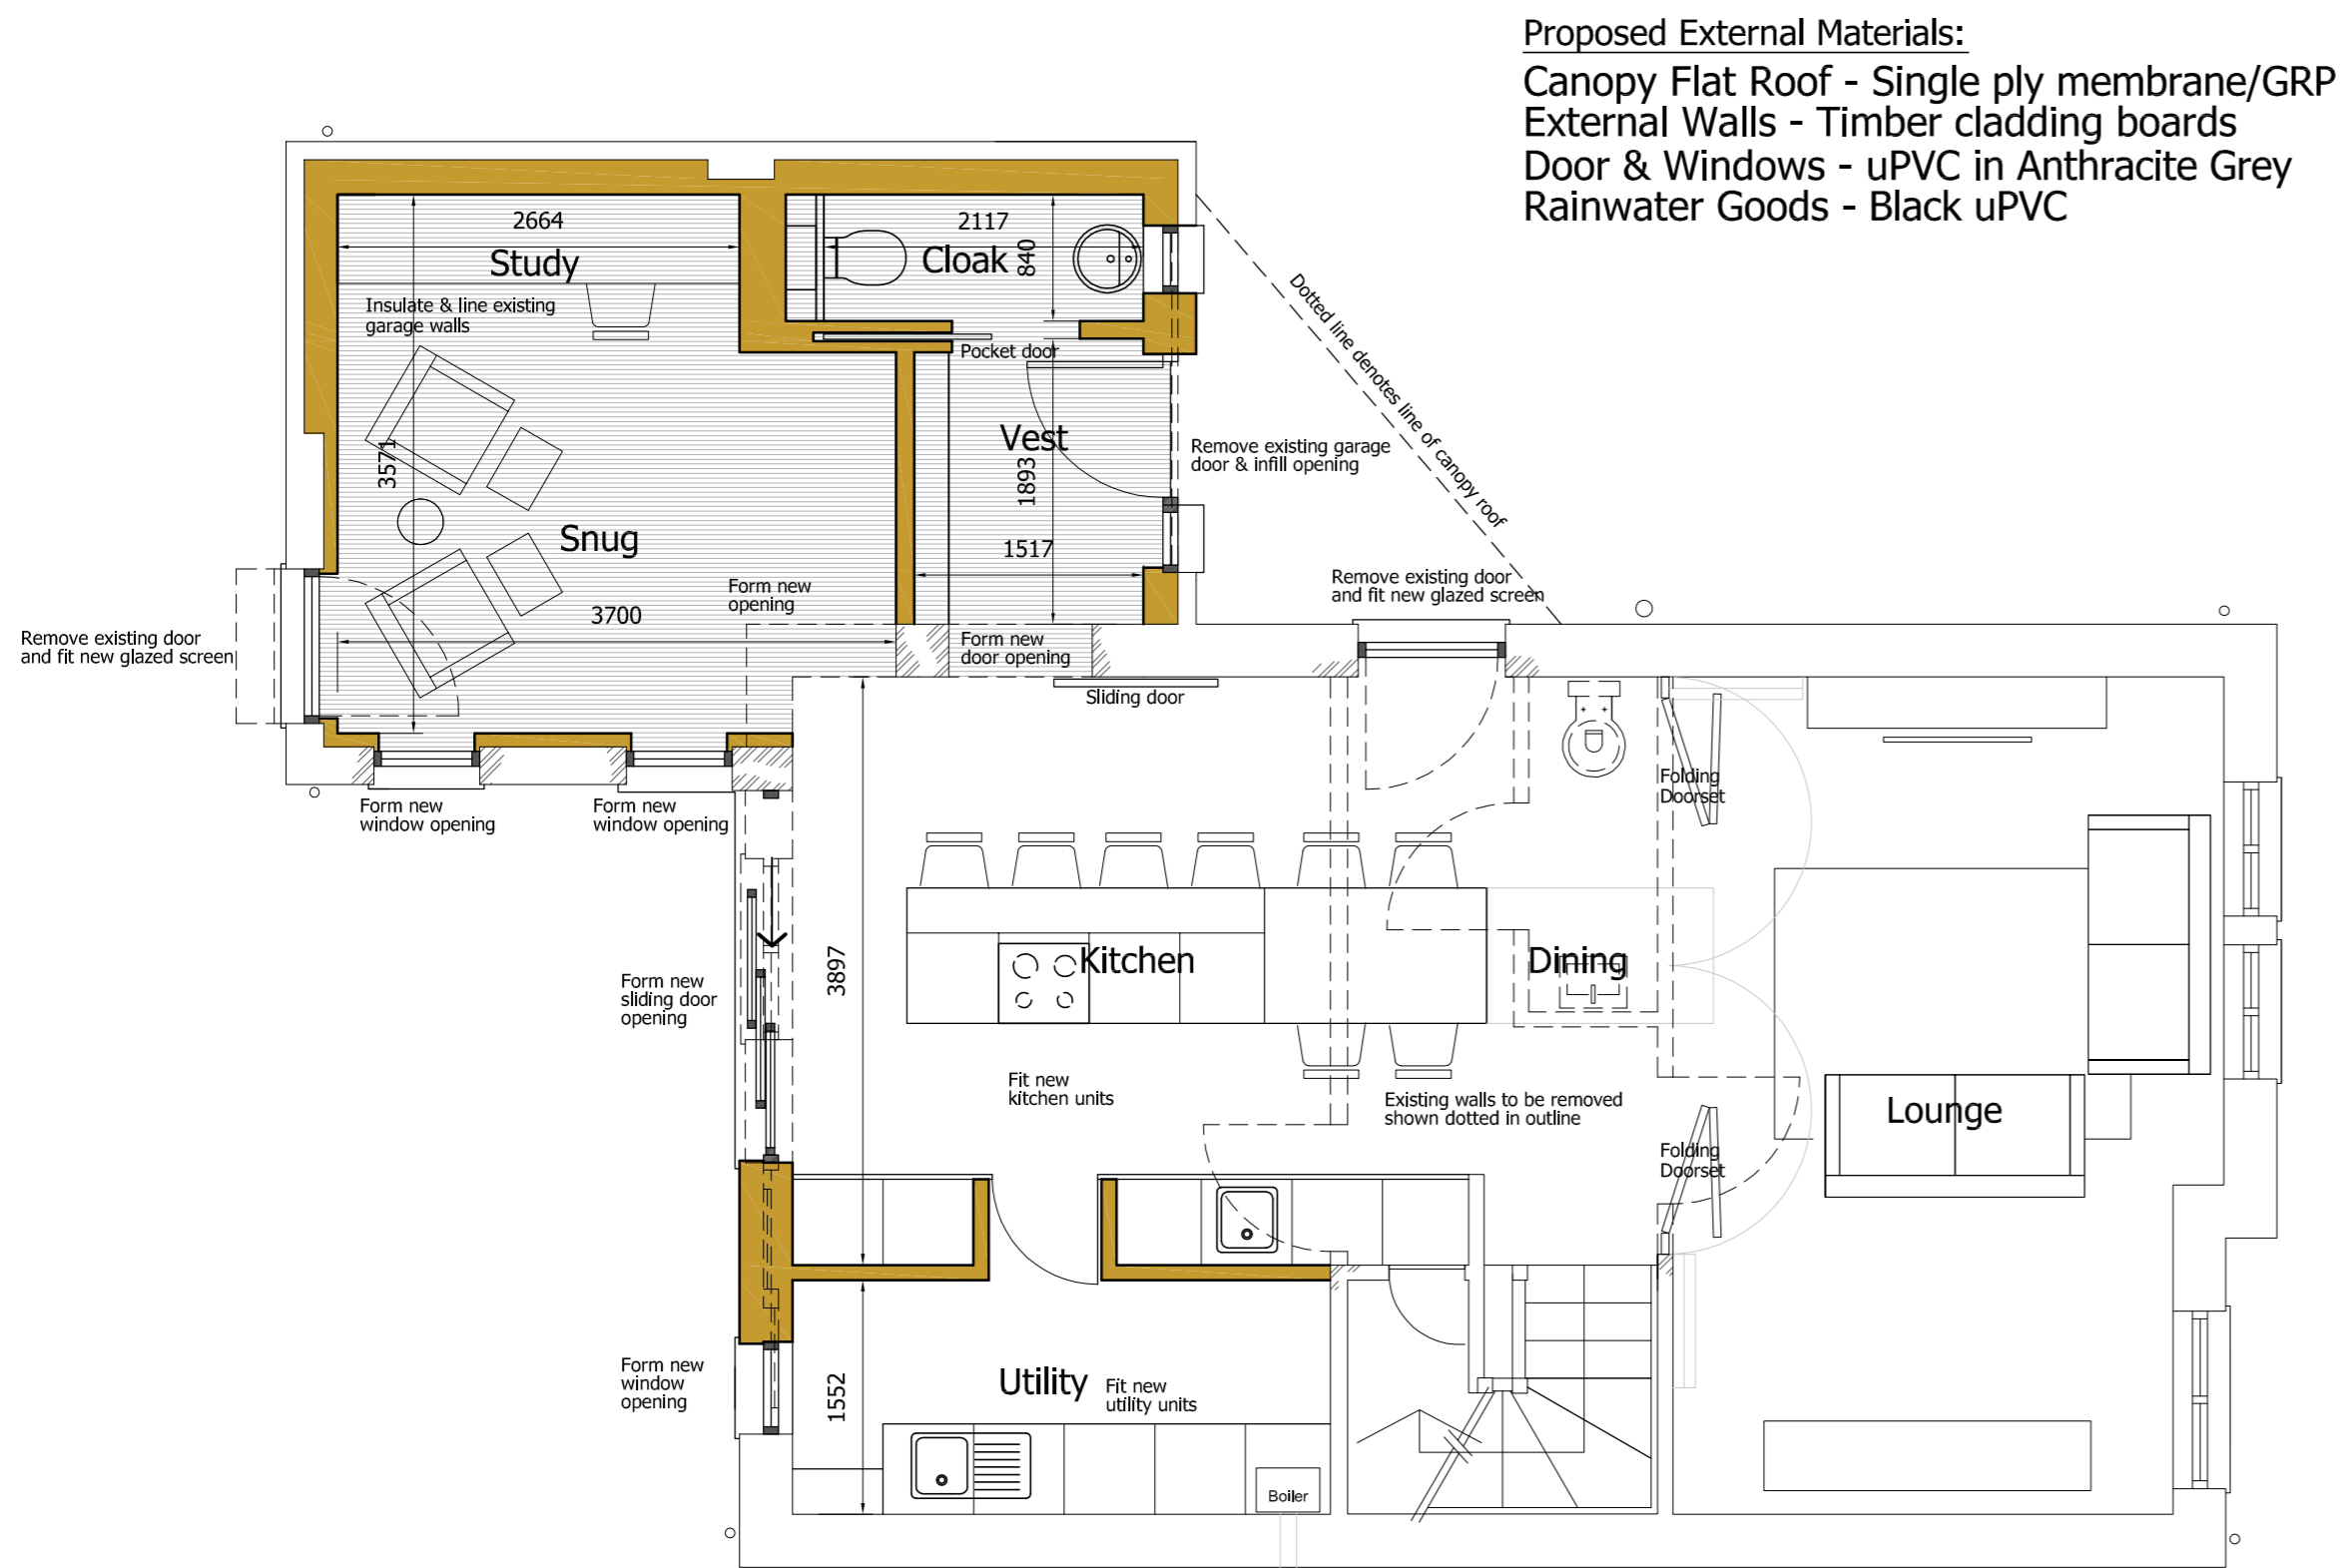 Proposed External Materials:
Canopy Flat Roof - Single ply membrane/GRP
External Walls - Timber cladding boards
Door & Windows - uPVC in Anthracite Grey
Rainwater Goods - Black uPVC
2664
Study
Insulate & line existing
garage walls
2117
Cloak
840
Pocket door
Dotted line denotes line of canopy roof
Vest
1893
1517
Remove existing garage
door & infill opening
3571
Snug
3700
Form new
opening
Form new
door opening
Remove existing door
and fit new glazed screen
Remove existing door
and fit new glazed screen
Sliding door
Form new
window opening
Form new
window opening
Folding
Doorset
3897
Kitchen
Dining
Form new
sliding door
opening
Fit new
kitchen units
Existing walls to be removed
shown dotted in outline
Lounge
Folding
Doorset
Form new
window
opening
1552
Utility
Fit new
utility units
Boiler